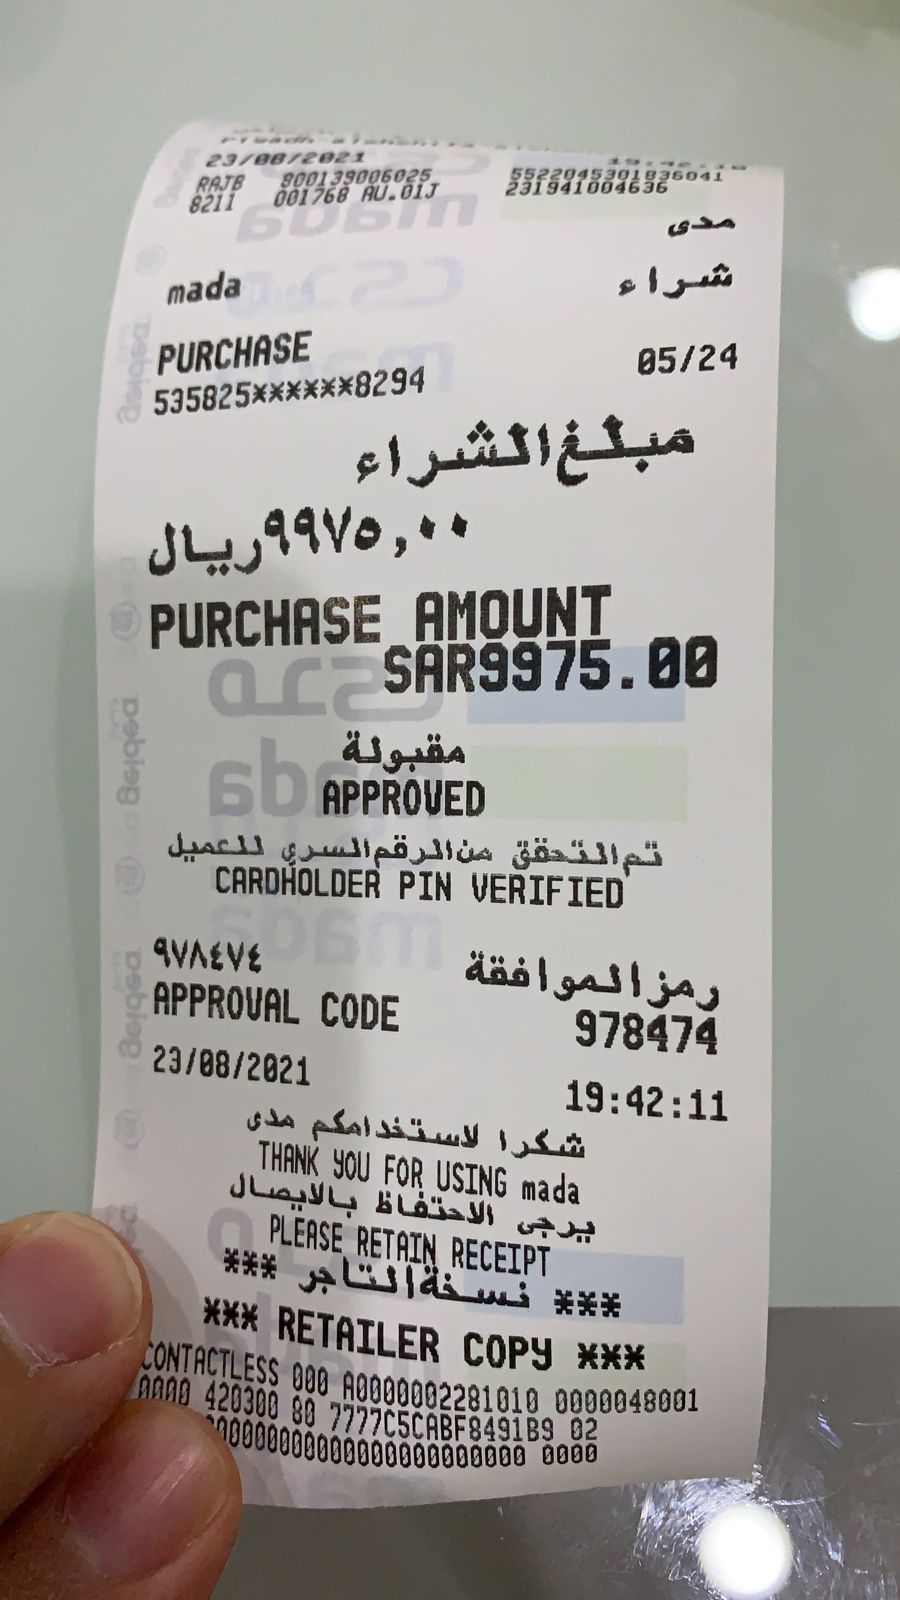 23/08/2021
RAJB 800139006025 5522045301836041
8211 001768 AU.01J 231941004636
مدى
mada شراء
PURCHASE 05/24
535825******8294
مبلغ الشراء
٩٩٧٥,٠٠ ريال
PURCHASE AMOUNT
SAR9975.00
مقبولة
APPROVED
تم التحقق من الرقم السري للعميل
CARDHOLDER PIN VERIFIED
٩٧٨٤٧٤ رمز الموافقة
APPROVAL CODE 978474
23/08/2021 19:42:11
شكرا لاستخدامكم مدى
THANK YOU FOR USING mada
يرجى الاحتفاظ بالايصال
PLEASE RETAIN RECEIPT
*** نسخة التاجر ***
*** RETAILER COPY ***
CONTACTLESS 000 A0000002281010 0000048001
0000 420300 80 7777C5CABF8491B9 02
0000